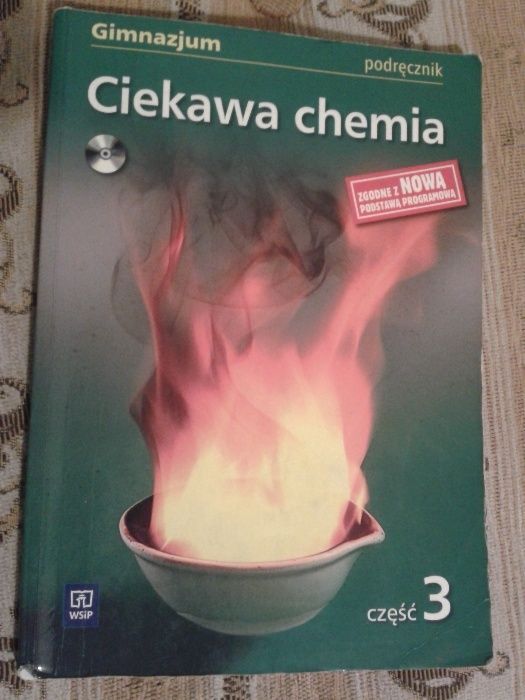 Gimnazjum
podręcznik
Ciekawa chemia
ZGODNE Z NOWĄ
PODSTAWĄ PROGRAMOWĄ
WSiP
część 3